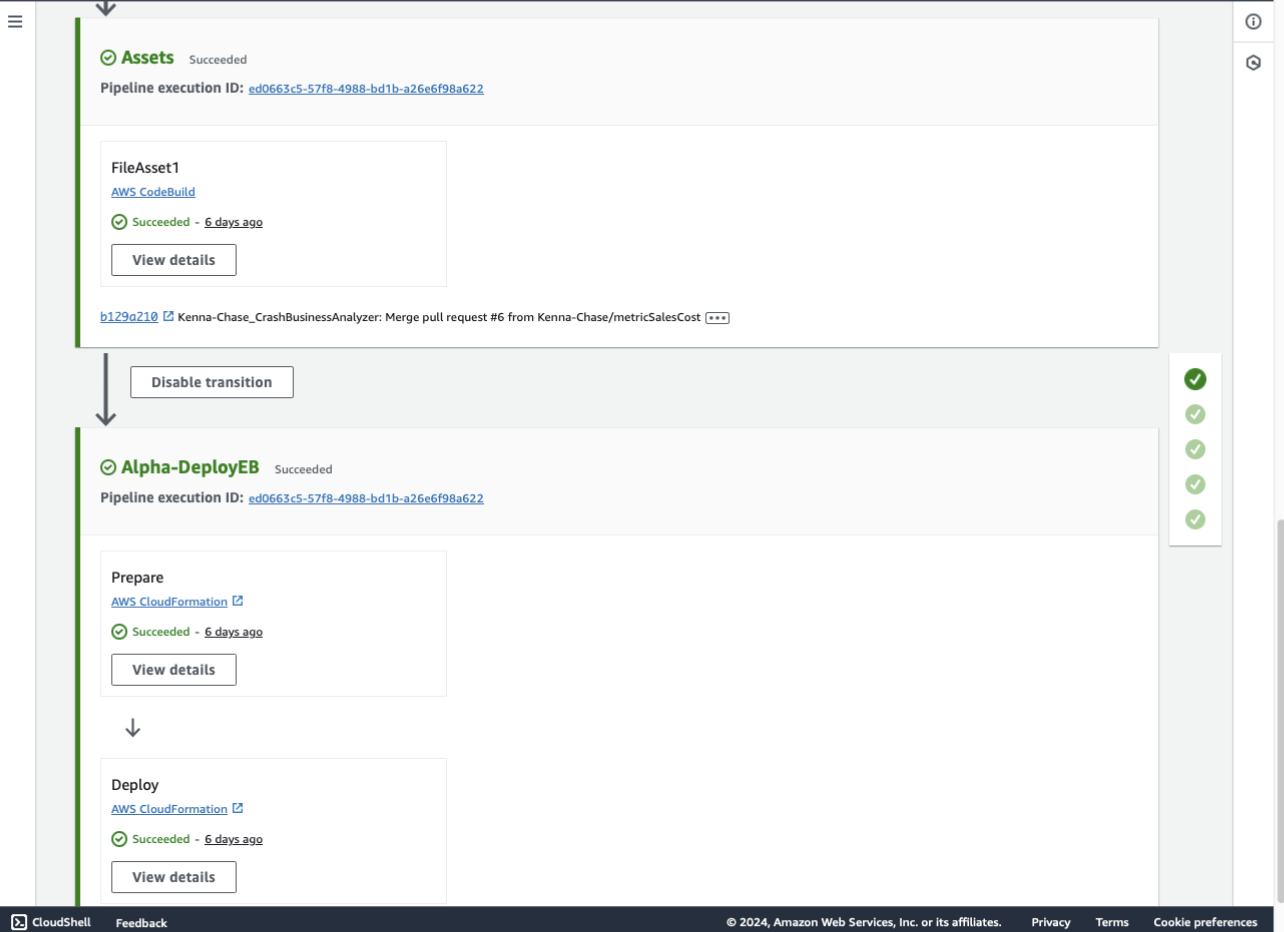 Assets Succeeded
Pipeline execution ID: ed0663c5-57f8-4988-bd1b-a26e6f98a622
FileAsset1
AWS CodeBuild
Succeeded - 6 days ago
View details
b129a210 Kenna-Chase_CrashBusinessAnalyzer: Merge pull request #6 from Kenna-Chase/metricSalesCost
Disable transition
Alpha-DeployEB Succeeded
Pipeline execution ID: ed0663c5-57f8-4988-bd1b-a26e6f98a622
Prepare
AWS CloudFormation
Succeeded - 6 days ago
View details
Deploy
AWS CloudFormation
Succeeded - 6 days ago
View details
CloudShell Feedback © 2024, Amazon Web Services, Inc. or its affiliates. Privacy Terms Cookie preferences